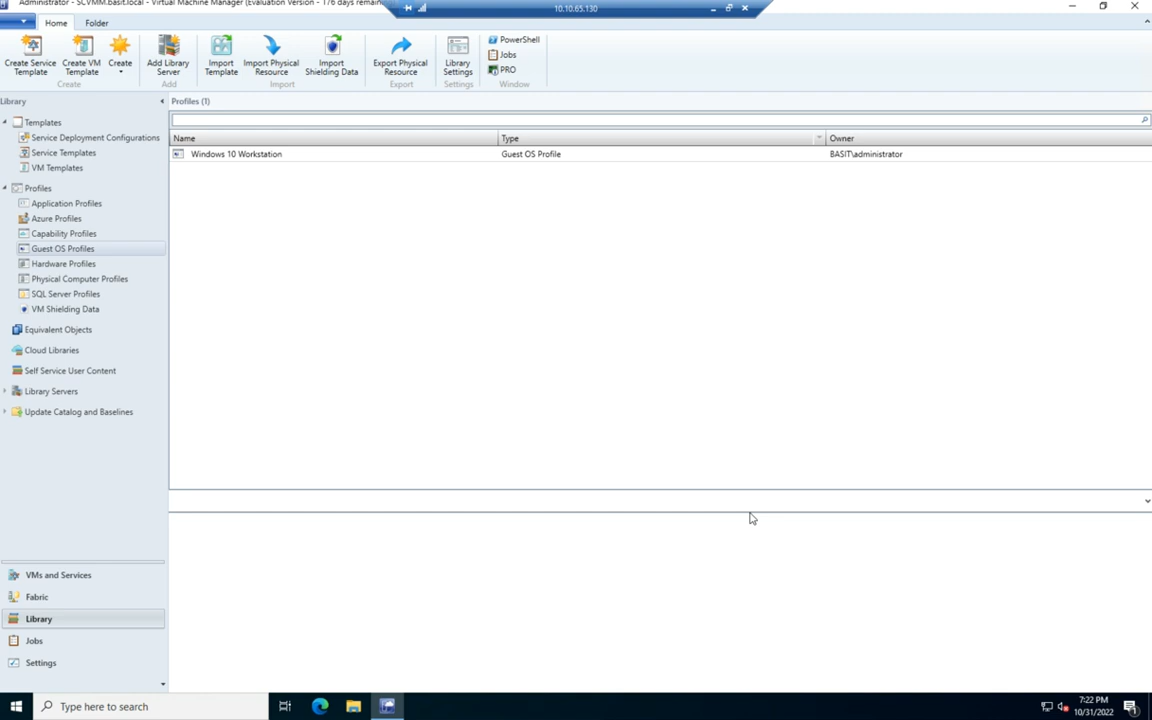 Administrator - SCVMM.basit.local - Virtual Machine Manager (Evaluation Version - 176 days remain
10.10.65.130
Home Folder
Create Service Template
Create VM Template
Create
Add Library Server
Import Template
Import Physical Resource
Import Shielding Data
Export Physical Resource
Library Settings
PowerShell
Jobs
PRO
Create Add Import Export Settings Window
Library
Profiles (1)
Templates
Service Deployment Configurations
Service Templates
VM Templates
Profiles
Application Profiles
Azure Profiles
Capability Profiles
Guest OS Profiles
Hardware Profiles
Physical Computer Profiles
SQL Server Profiles
VM Shielding Data
Equivalent Objects
Cloud Libraries
Self Service User Content
Library Servers
Update Catalog and Baselines
Name Type Owner
Windows 10 Workstation Guest OS Profile BASIT\administrator
VMs and Services
Fabric
Library
Jobs
Settings
Type here to search
7:22 PM
10/31/2022
1